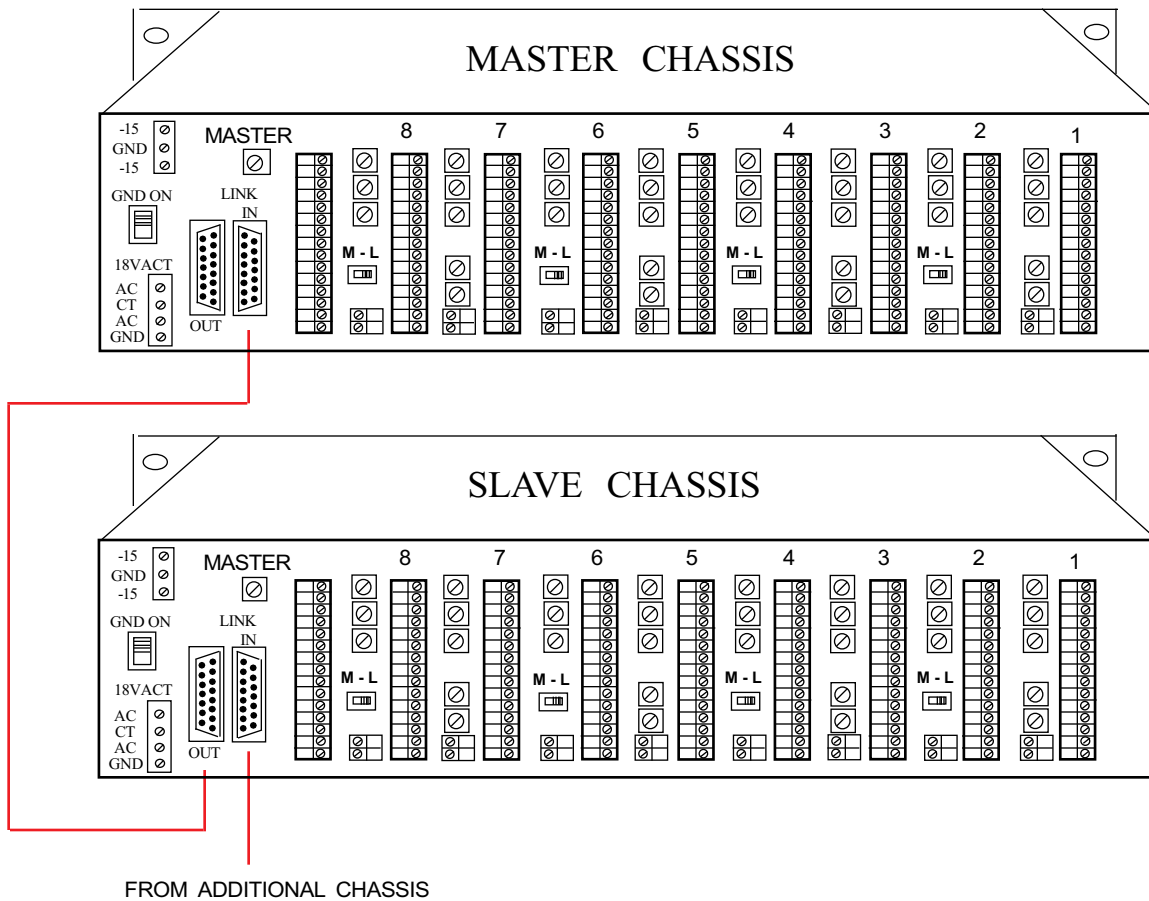 MASTER CHASSIS
-15
GND
-15
MASTER
8 7 6 5 4 3 2 1
GND ON
LINK
IN
18VACT
AC
CT
AC
GND
OUT
M - L M - L M - L M - L
SLAVE CHASSIS
-15
GND
-15
MASTER
8 7 6 5 4 3 2 1
GND ON
LINK
IN
18VACT
AC
CT
AC
GND
OUT
M - L M - L M - L M - L
FROM ADDITIONAL CHASSIS